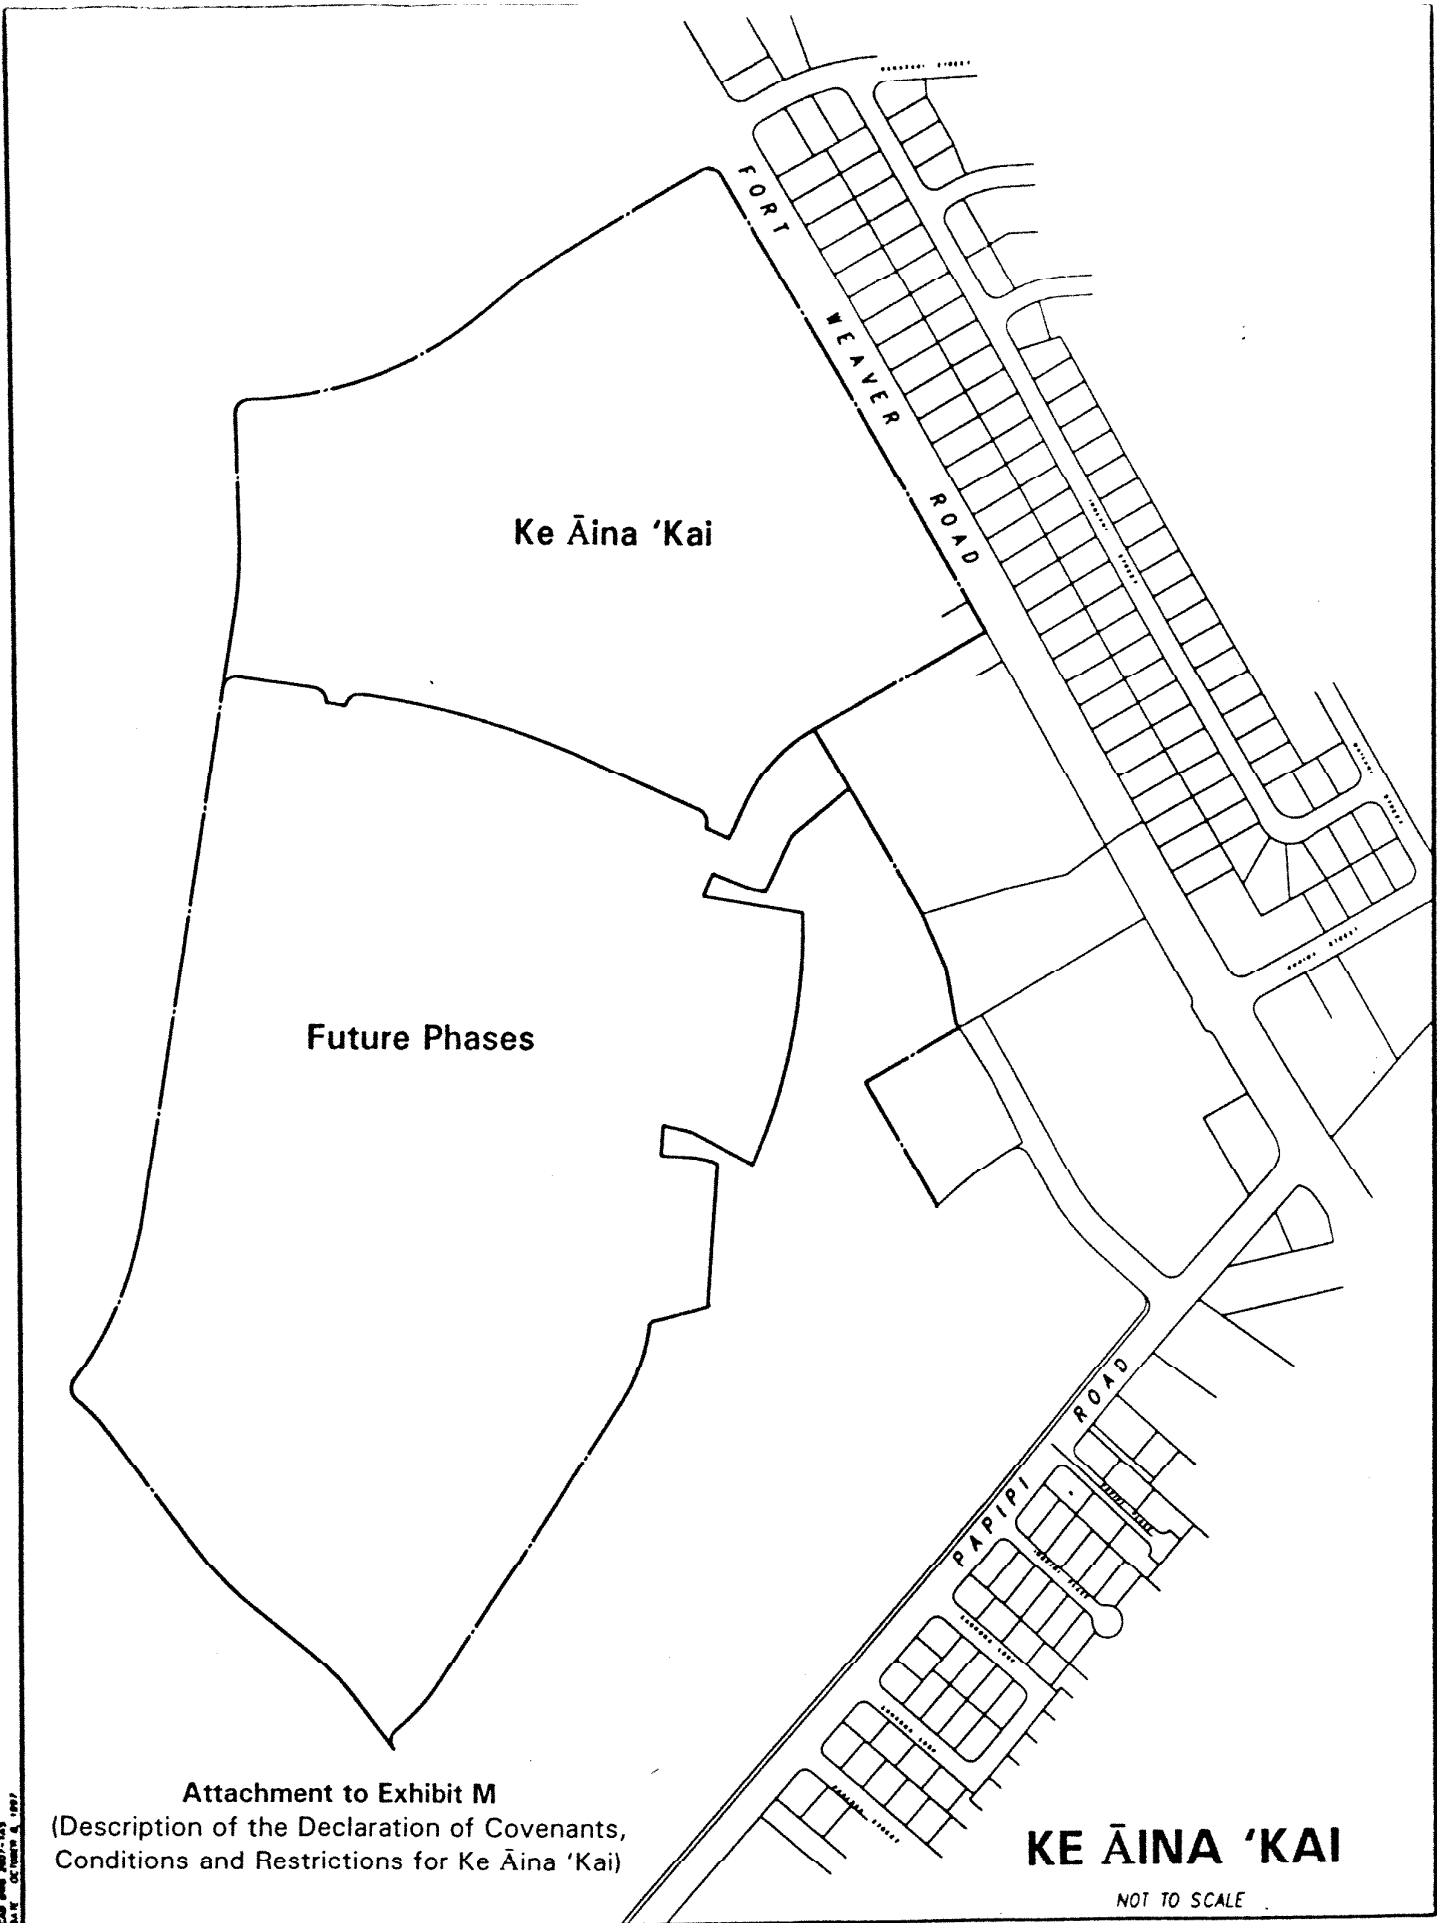 FORT WEAVER ROAD
Ke Āina ‘Kai
Future Phases
PAPIPI ROAD
Attachment to Exhibit M
(Description of the Declaration of Covenants,
Conditions and Restrictions for Ke Āina ‘Kai)
KE ĀINA ‘KAI
NOT TO SCALE